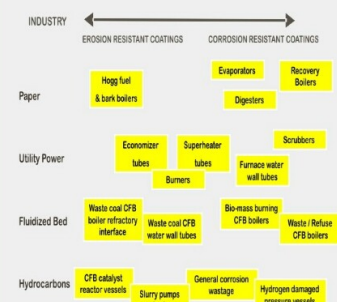 INDUSTRY
EROSION RESISTANT COATINGS
CORROSION RESISTANT COATINGS
Paper
Hogg fuel
& bark boilers
Evaporators
Recovery
Boilers
Digesters
Utility Power
Economizer
tubes
Superheater
tubes
Burners
Scrubbers
Furnace water
wall tubes
Fluidized Bed
Waste coal CFB
boiler refractory
interface
Waste coal CFB
water wall tubes
Bio-mass burning
CFB boilers
Waste / Refuse
CFB boilers
Hydrocarbons
CFB catalyst
reactor vessels
Slurry pumps
General corrosion
wastage
Hydrogen damaged
pressure vessels